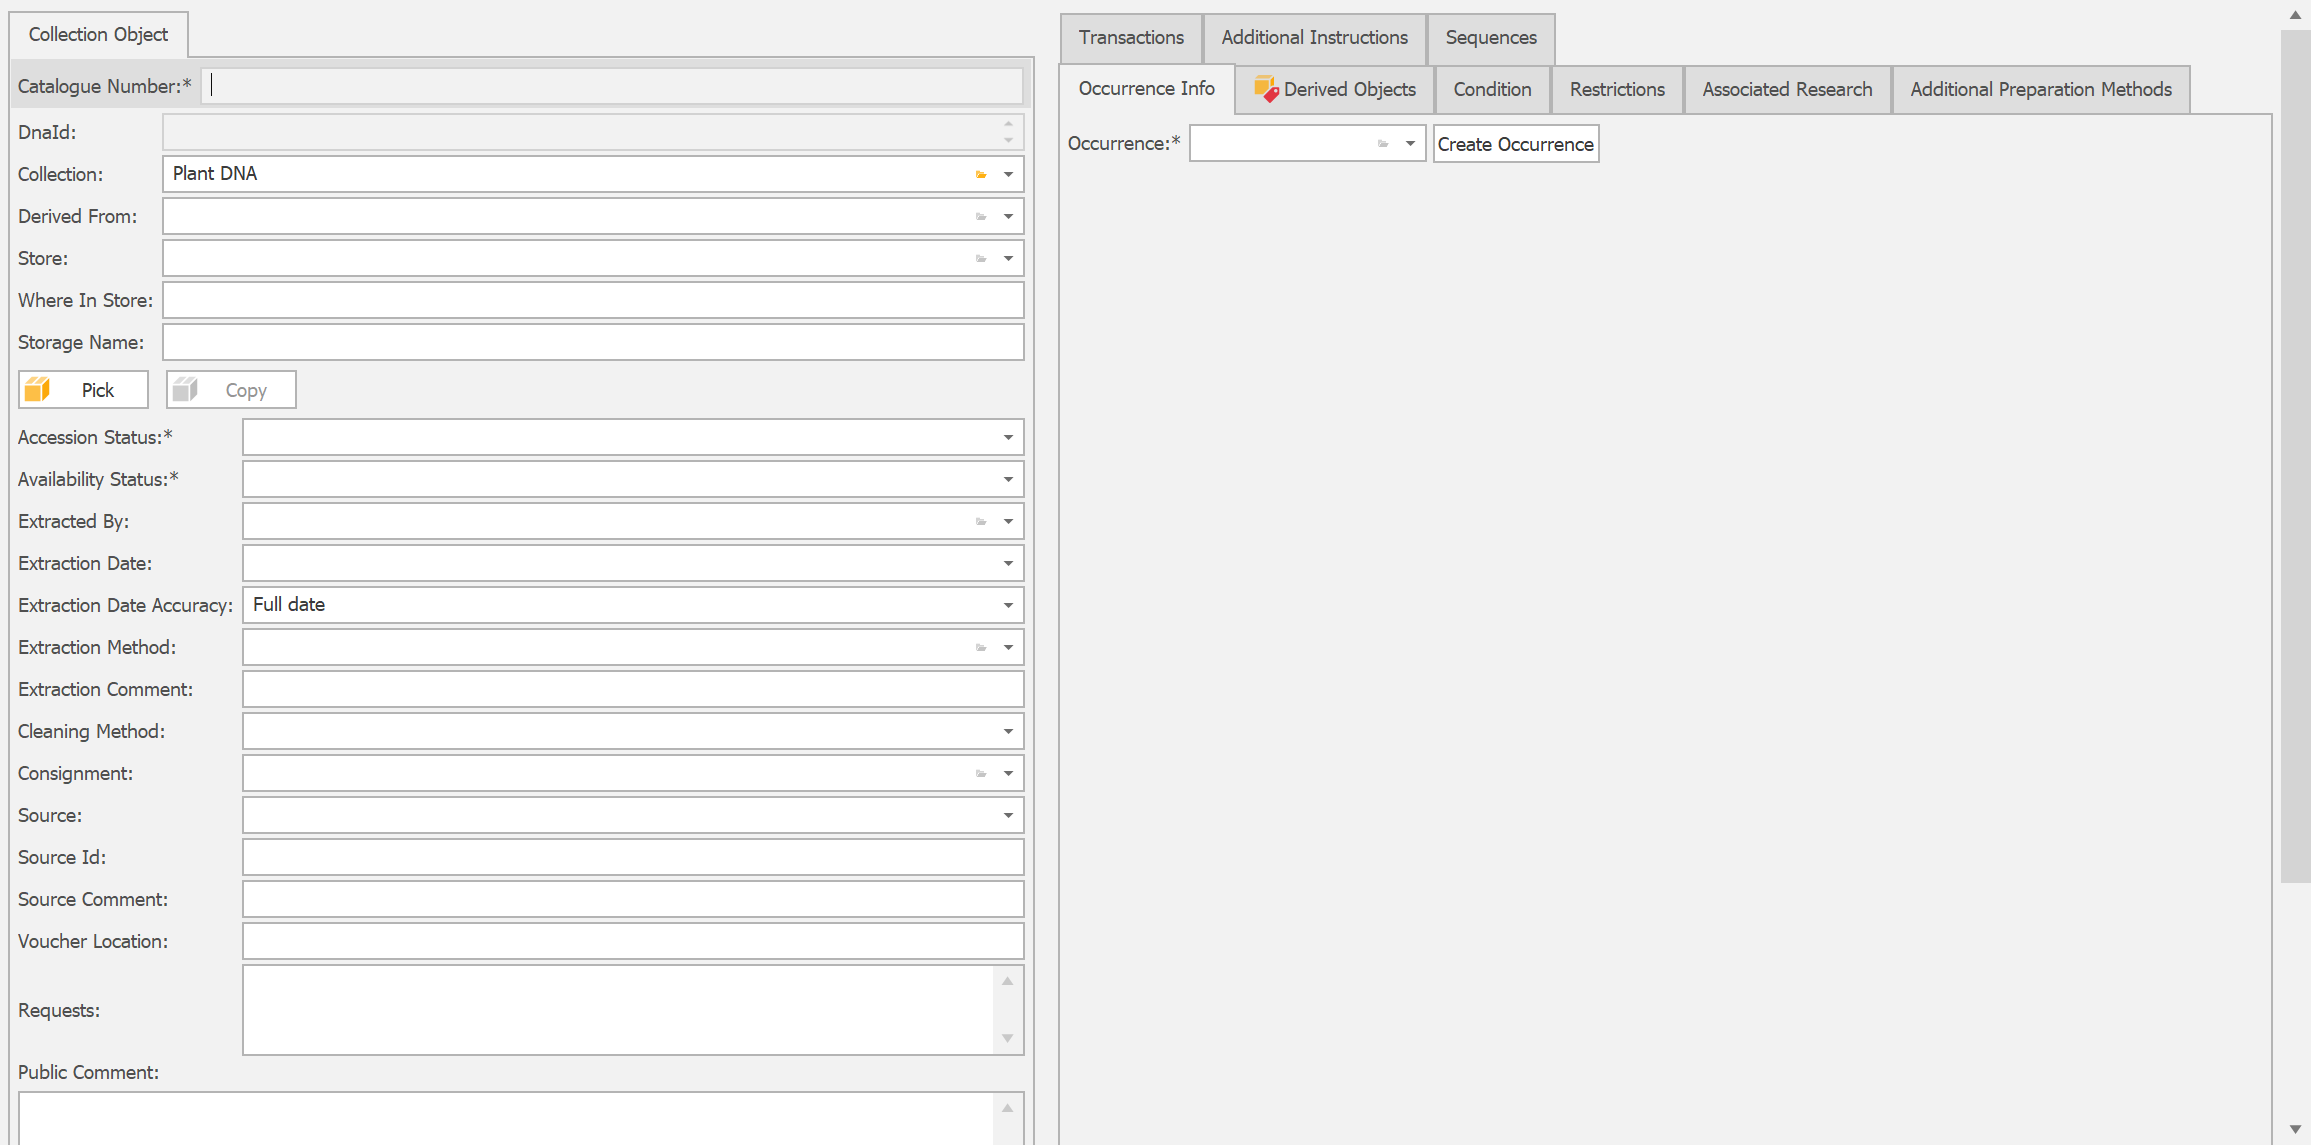 Collection Object
Catalogue Number:*
DnaId:
Collection: Plant DNA
Derived From:
Store:
Where In Store:
Storage Name:
Pick Copy
Accession Status:*
Availability Status:*
Extracted By:
Extraction Date:
Extraction Date Accuracy: Full date
Extraction Method:
Extraction Comment:
Cleaning Method:
Consignment:
Source:
Source Id:
Source Comment:
Voucher Location:
Requests:
Public Comment:
Transactions Additional Instructions Sequences
Occurrence Info Derived Objects Condition Restrictions Associated Research Additional Preparation Methods
Occurrence:* Create Occurrence